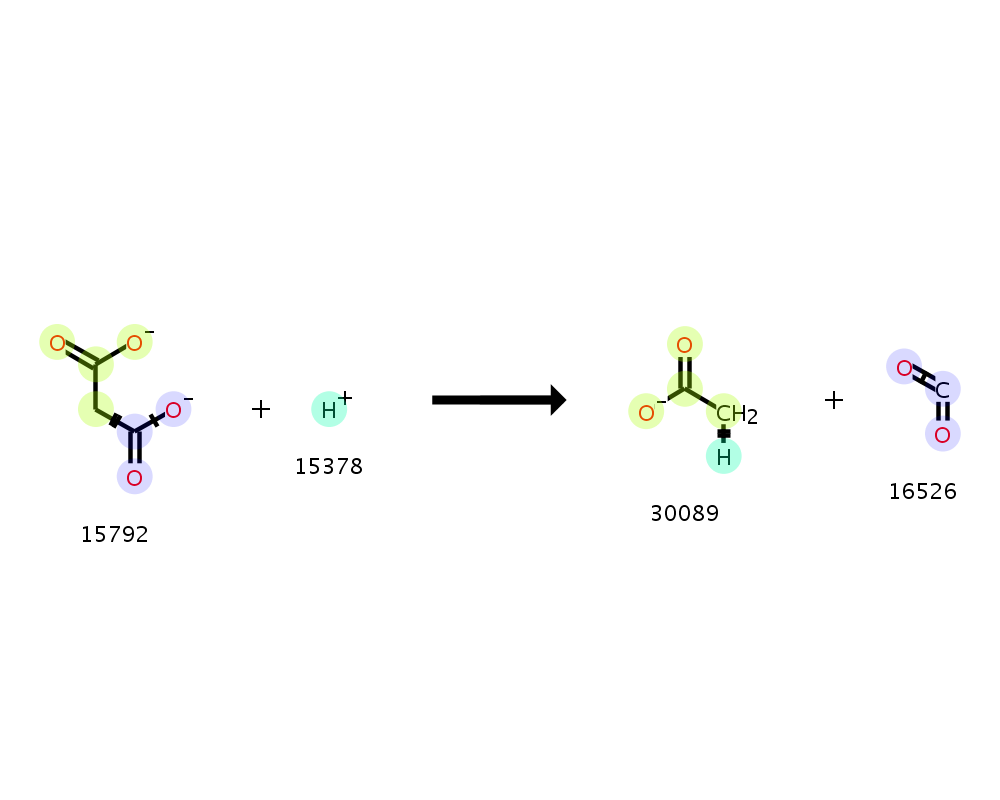 O O⁻
O⁻
O
15792
+
H⁺
15378
O
O⁻ CH₂
H
30089
+
O C
O
16526